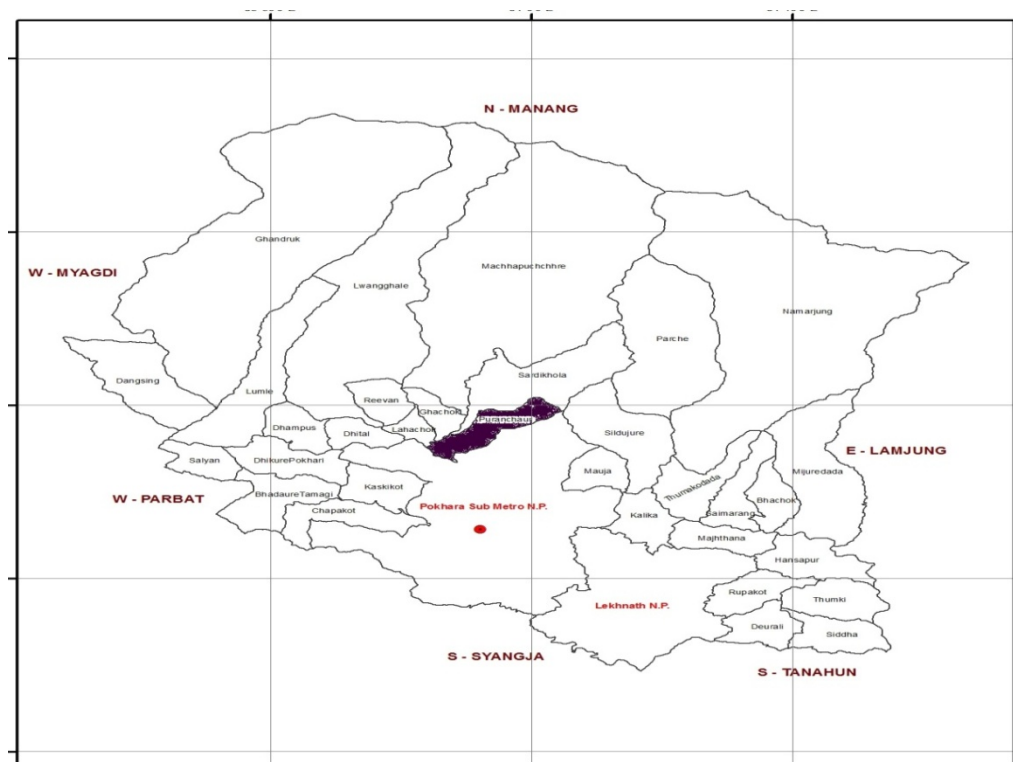 N - MANANG
Ghandruk
Machhapuchchhre
W - MYAGDI
Lwangghale
Namarjung
Parche
Sardikhola
Dangsing
Lumle
Reevan
Ghachok
Puranchaur
Dhampus
Dhital
Lahachok
Sildujure
E - LAMJUNG
Salyan
DhikurePokhari
Mauja
Thumakodada
Mijuredada
Kaskikot
W - PARBAT
BhadaureTamagi
Bhachok
Pokhara Sub Metro N.P.
Chapakot
Kalika
Saimarang
Majhthana
Hansapur
Rupakot
Thumki
Lekhnath N.P.
Deurali
Siddha
S - SYANGJA
S - TANAHUN